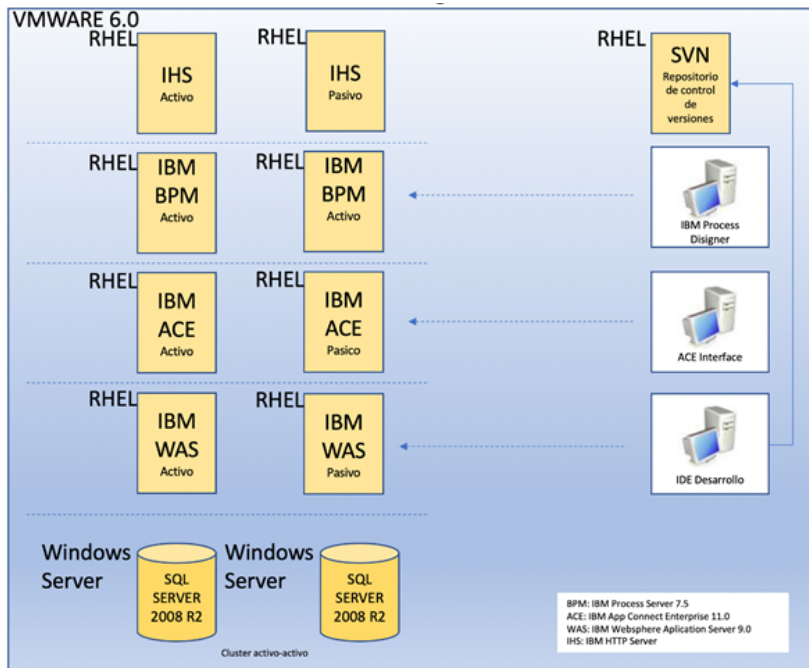 VMWARE 6.0
RHEL
IHS
Activo
RHEL
IHS
Pasivo
RHEL
SVN
Repositorio
de control
de
versiones
RHEL
IBM
BPM
Activo
RHEL
IBM
BPM
Activo
IBM Process
Disigner
RHEL
IBM
ACE
Activo
RHEL
IBM
ACE
Pasico
ACE Interface
RHEL
IBM
WAS
Activo
RHEL
IBM
WAS
Pasivo
IDE Desarrollo
Windows
Server
SQL
SERVER
2008 R2
Windows
Server
SQL
SERVER
2008 R2
Cluster activo-activo
BPM: IBM Process Server 7.5
ACE: IBM App Connect Enterprise 11.0
WAS: IBM Websphere Aplication Server 9.0
IHS: IBM HTTP Server